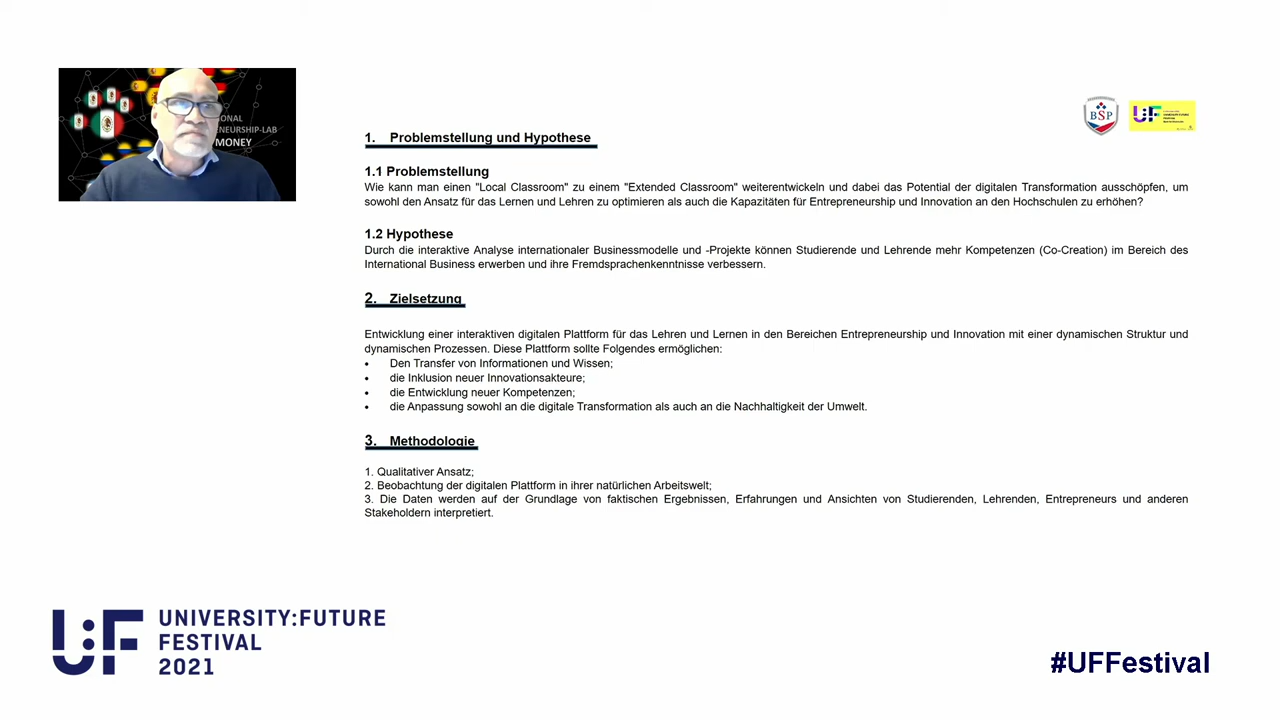 ONAL
NEURSHIP-LAB
MONEY
BSP
U:F
1. Problemstellung und Hypothese
1.1 Problemstellung
Wie kann man einen "Local Classroom" zu einem "Extended Classroom" weiterentwickeln und dabei das Potential der digitalen Transformation ausschöpfen, um
sowohl den Ansatz für das Lernen und Lehren zu optimieren als auch die Kapazitäten für Entrepreneurship und Innovation an den Hochschulen zu erhöhen?
1.2 Hypothese
Durch die interaktive Analyse internationaler Businessmodelle und -Projekte können Studierende und Lehrende mehr Kompetenzen (Co-Creation) im Bereich des
International Business erwerben und ihre Fremdsprachenkenntnisse verbessern.
2. Zielsetzung
Entwicklung einer interaktiven digitalen Plattform für das Lehren und Lernen in den Bereichen Entrepreneurship und Innovation mit einer dynamischen Struktur und
dynamischen Prozessen. Diese Plattform sollte Folgendes ermöglichen:
• Den Transfer von Informationen und Wissen;
• die Inklusion neuer Innovationsakteure;
• die Entwicklung neuer Kompetenzen;
• die Anpassung sowohl an die digitale Transformation als auch an die Nachhaltigkeit der Umwelt.
3. Methodologie
1. Qualitativer Ansatz;
2. Beobachtung der digitalen Plattform in ihrer natürlichen Arbeitswelt;
3. Die Daten werden auf der Grundlage von faktischen Ergebnissen, Erfahrungen und Ansichten von Studierenden, Lehrenden, Entrepreneurs und anderen
Stakeholdern interpretiert.
U:F
UNIVERSITY:FUTURE
FESTIVAL
2021
#UFFestival